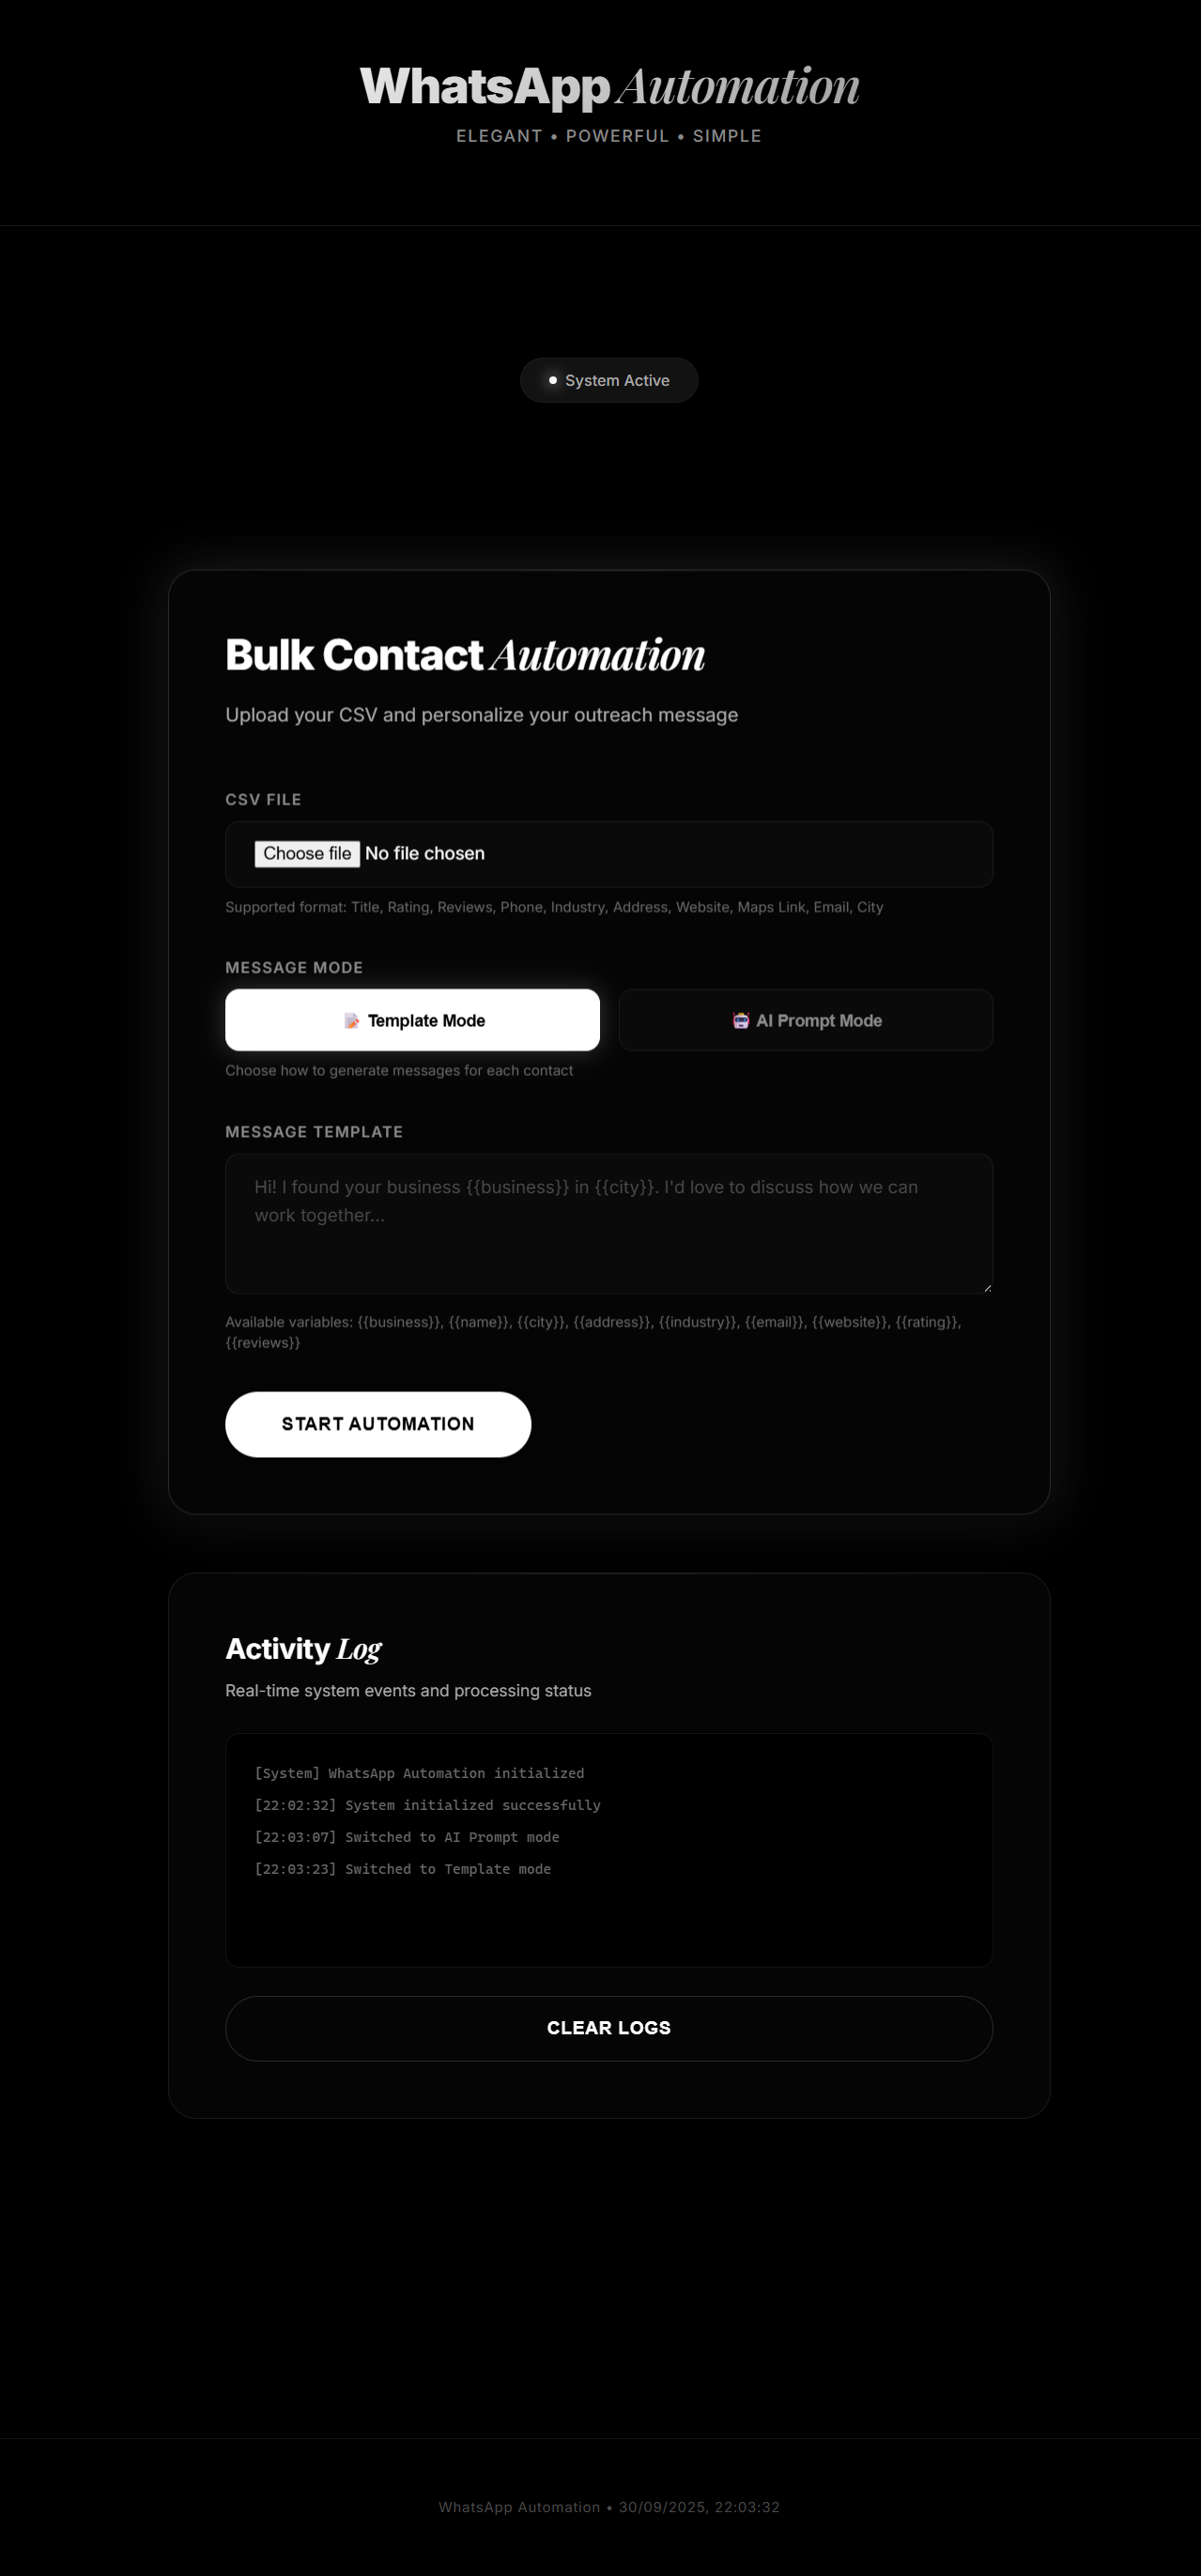 WhatsApp Automation
ELEGANT • POWERFUL • SIMPLE
System Active
Bulk Contact Automation
Upload your CSV and personalize your outreach message
CSV FILE
Choose file No file chosen
Supported format: Title, Rating, Reviews, Phone, Industry, Address, Website, Maps Link, Email, City
MESSAGE MODE
Template Mode
AI Prompt Mode
Choose how to generate messages for each contact
MESSAGE TEMPLATE
Hi! I found your business {{business}} in {{city}}. I'd love to discuss how we can
work together...
Available variables: {{business}}, {{name}}, {{city}}, {{address}}, {{industry}}, {{email}}, {{website}}, {{rating}},
{{reviews}}
START AUTOMATION
Activity Log
Real-time system events and processing status
[System] WhatsApp Automation initialized
[22:02:32] System initialized successfully
[22:03:07] Switched to AI Prompt mode
[22:03:23] Switched to Template mode
CLEAR LOGS
WhatsApp Automation • 30/09/2025, 22:03:32